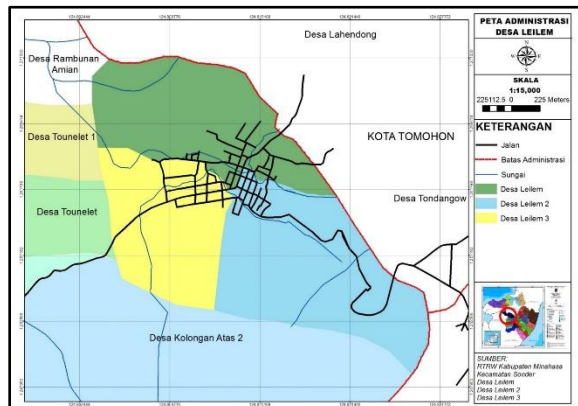 PETA ADMINISTRASI
DESA LEILEM
SKALA
1:15,000
225112.5 0 225 Meters
KETERANGAN
Jalan
Batas Administrasi
Sungai
Desa Leilem
Desa Leilem 2
Desa Leilem 3
SUMBER:
RTRW Kabupaten Minahasa
Kecamatan Sonder
Desa Leilem
Desa Leilem 2
Desa Leilem 3
Desa Lahendong
Desa Rambunan
Amian
Desa Tounelet 1
KOTA TOMOHON
Desa Tounelet
Desa Tondangow
Desa Kolongan Atas 2